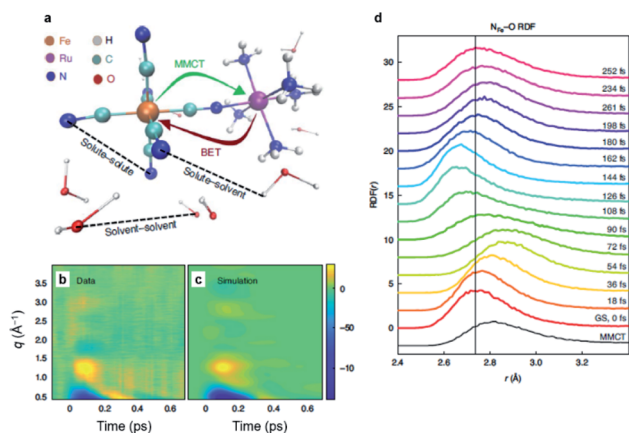 a
Fe
H
Ru
C
N
O
MMCT
BET
Solute–solute
Solute–solvent
Solvent–solvent
b
Data
c
Simulation
q (Å⁻¹)
3.5
3.0
2.5
2.0
1.5
1.0
0.5
0
0.2
0.4
0.6
Time (ps)
0
0.2
0.4
0.6
Time (ps)
0
−50
−10
d
N_Fe–O RDF
RDF(r)
30
25
20
15
10
5
0
252 fs
234 fs
261 fs
198 fs
180 fs
162 fs
144 fs
126 fs
108 fs
90 fs
72 fs
54 fs
36 fs
18 fs
GS, 0 fs
MMCT
2.4
2.6
2.8
3.0
3.2
3.4
r (Å)